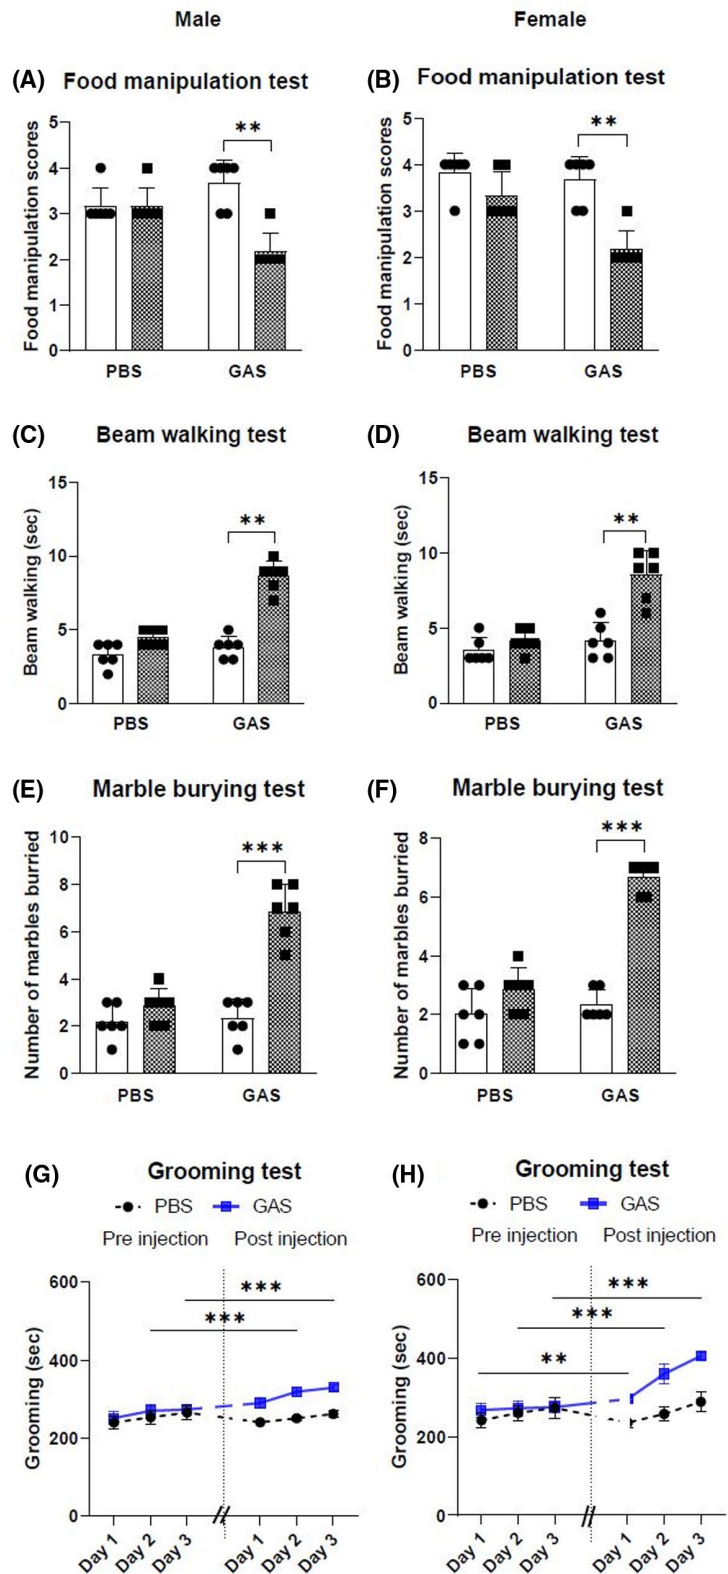 Male
Female
(A) Food manipulation test
(B) Food manipulation test
Food manipulation scores
5
4
3
2
1
0
**
PBS
GAS
Food manipulation scores
5
4
3
2
1
0
**
PBS
GAS
(C) Beam walking test
(D) Beam walking test
Beam walking (sec)
15
10
5
0
**
PBS
GAS
Beam walking (sec)
15
10
5
0
**
PBS
GAS
(E) Marble burying test
(F) Marble burying test
Number of marbles burried
10
8
6
4
2
0
***
PBS
GAS
Number of marbles burried
8
6
4
2
0
***
PBS
GAS
(G) Grooming test
PBS GAS
Pre injection Post injection
Grooming (sec)
600
400
200
0
***
***
Day 1
Day 2
Day 3
Day 1
Day 2
Day 3
(H) Grooming test
PBS GAS
Pre injection Post injection
Grooming (sec)
600
400
200
0
***
***
**
Day 1
Day 2
Day 3
Day 1
Day 2
Day 3